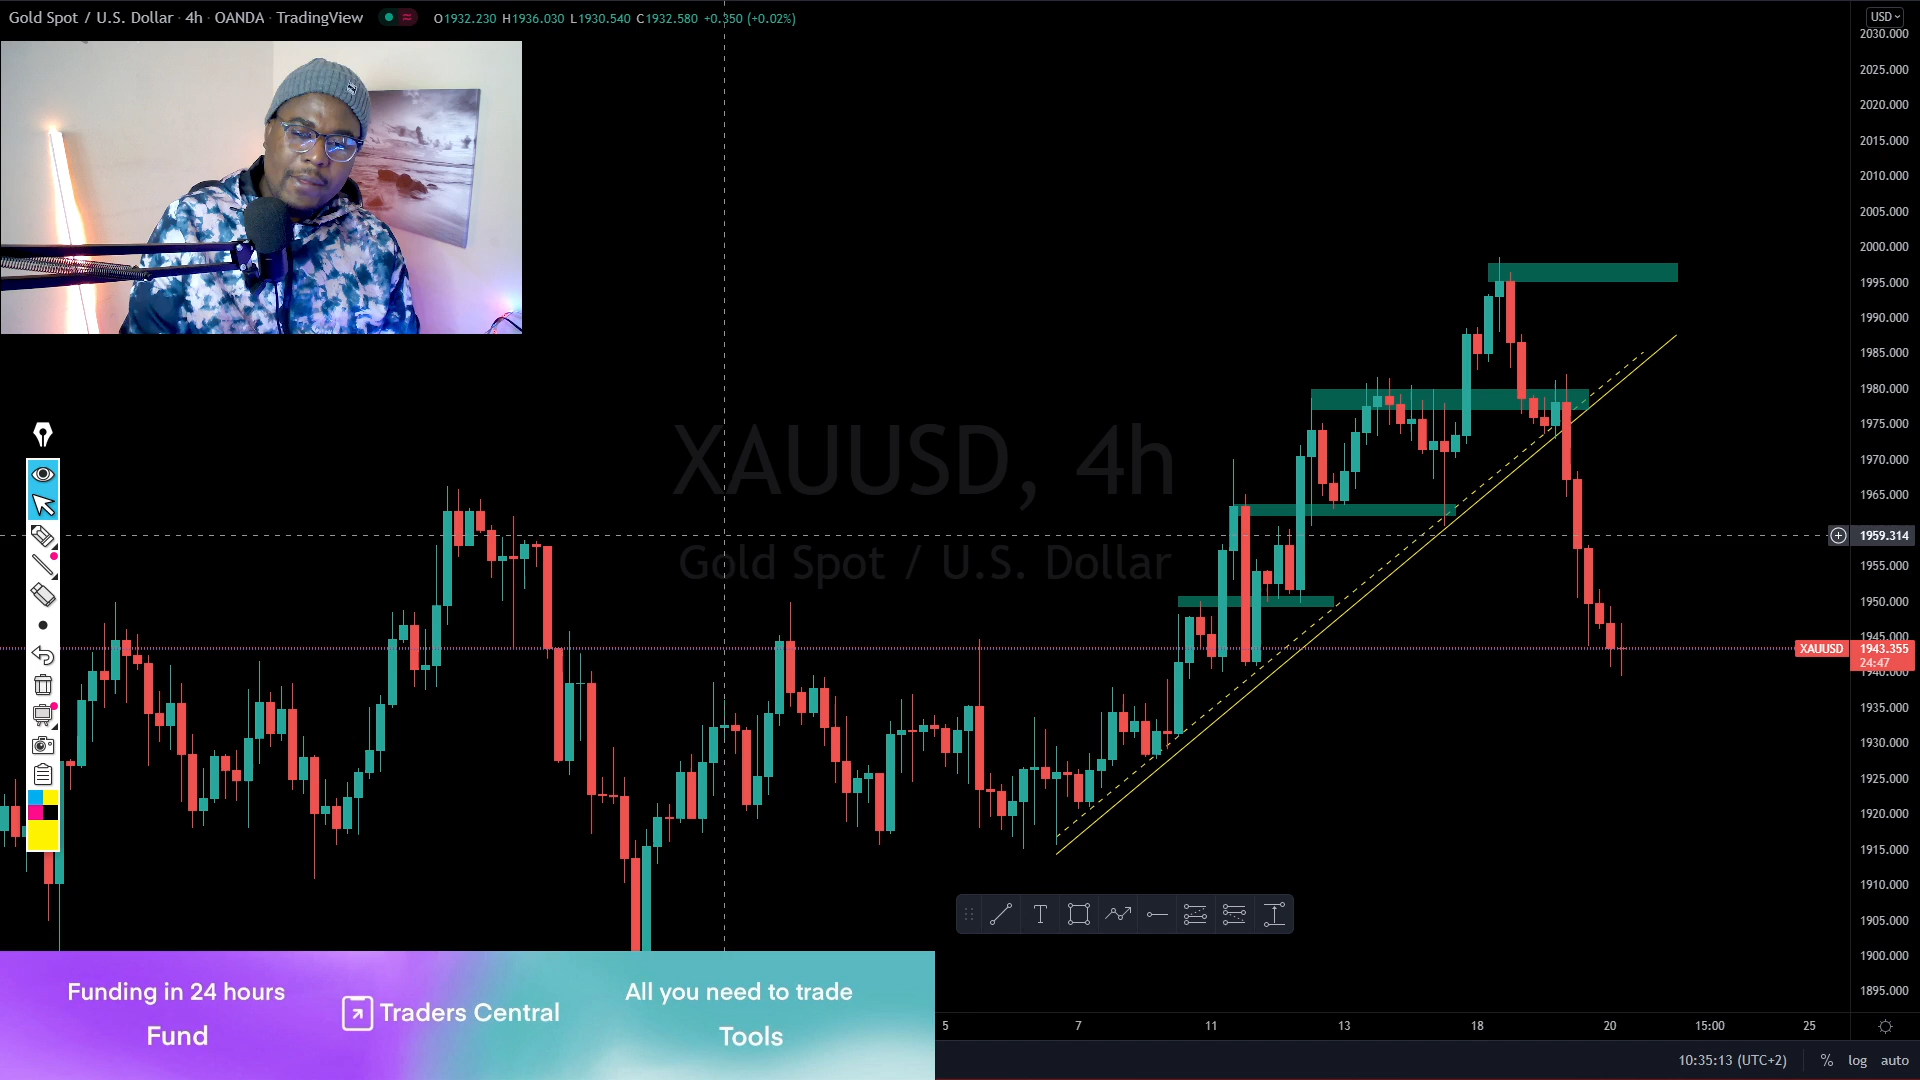 Gold Spot / U.S. Dollar · 4h · OANDA · TradingView
O1932.230 H1936.030 L1930.540 C1932.580 +0.350 (+0.02%)
USD
2030.000
2025.000
2020.000
2015.000
2010.000
2005.000
2000.000
1995.000
1990.000
1985.000
1980.000
1975.000
1970.000
1965.000
1959.314
1955.000
1950.000
1945.000
XAUUSD 1943.355
24:47
1940.000
1935.000
1930.000
1925.000
1920.000
1915.000
1910.000
1905.000
1900.000
1895.000
XAUUSD, 4h
Gold Spot / U.S. Dollar
T
Funding in 24 hours
Fund
Traders Central
All you need to trade
Tools
5 7 11 13 18 20 15:00 25
10:35:13 (UTC+2) % log auto